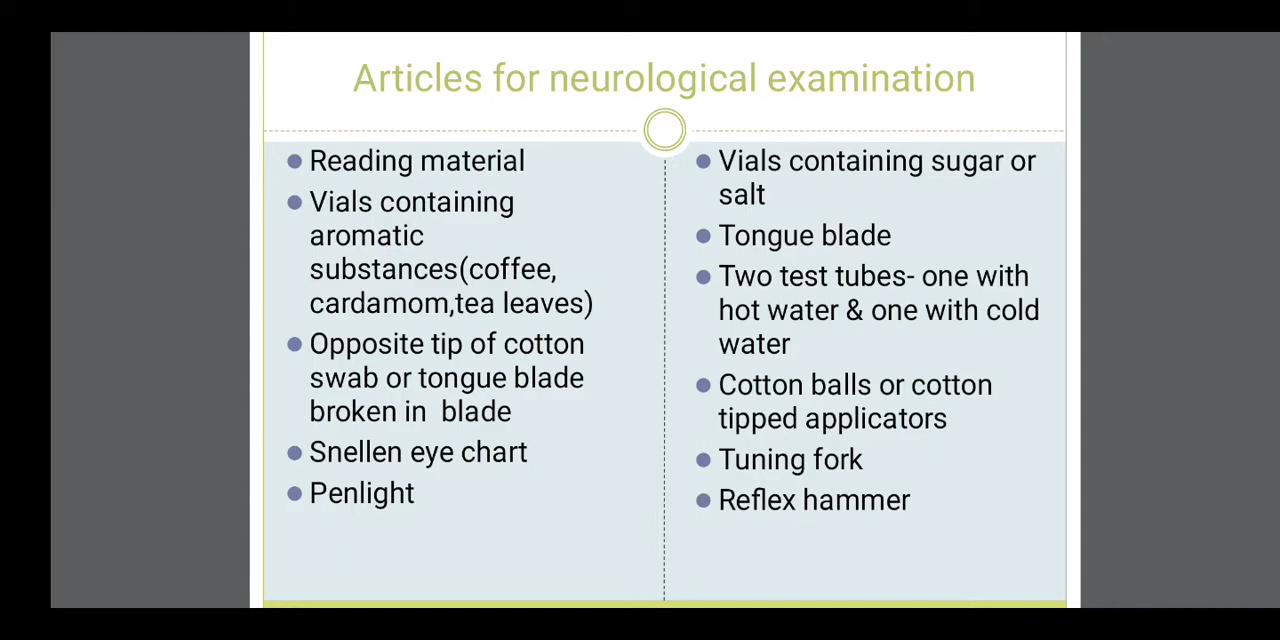 Articles for neurological examination
Reading material
Vials containing
aromatic
substances(coffee,
cardamom,tea leaves)
Opposite tip of cotton
swab or tongue blade
broken in  blade
Snellen eye chart
Penlight
Vials containing sugar or
salt
Tongue blade
Two test tubes- one with
hot water & one with cold
water
Cotton balls or cotton
tipped applicators
Tuning fork
Reflex hammer